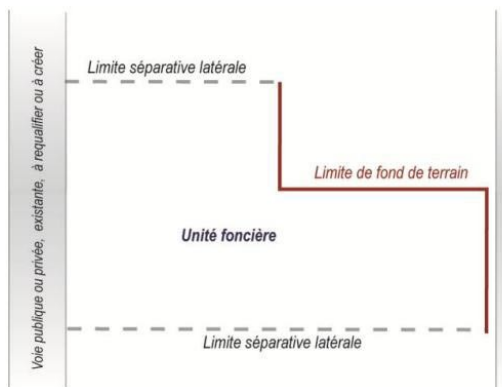 Voie publique ou privée, existante, à requalifier ou à créer
Limite séparative latérale
Limite de fond de terrain
Unité foncière
Limite séparative latérale